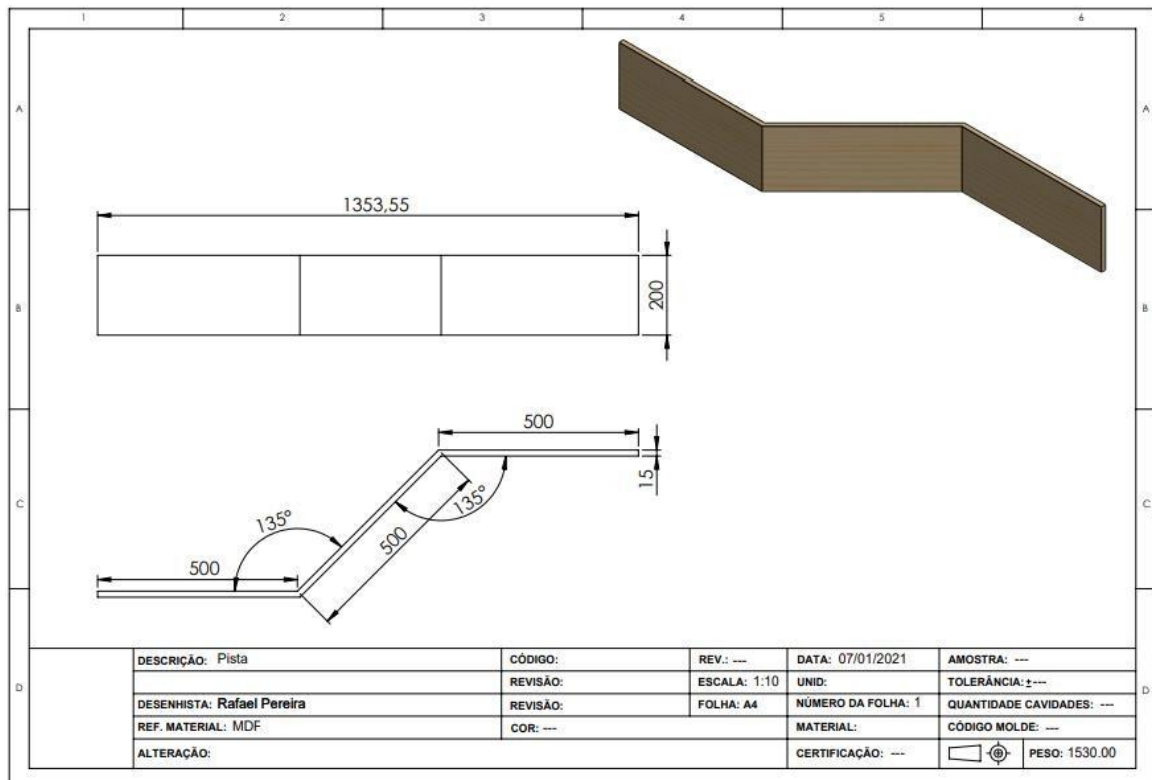 1 2 3 4 5 6
A A
1353,55
200
B B
500
15
C C
135°
135°
500
500
DESCRIÇÃO: Pista CÓDIGO: REV.: --- DATA: 07/01/2021 AMOSTRA: ---
D D
REVISÃO: ESCALA: 1:10 UNID: TOLERÂNCIA:±---
DESENHISTA: Rafael Pereira REVISÃO: FOLHA: A4 NÚMERO DA FOLHA: 1 QUANTIDADE CAVIDADES: ---
REF. MATERIAL: MDF COR: --- MATERIAL: CÓDIGO MOLDE: ---
ALTERAÇÃO: CERTIFICAÇÃO: --- PESO: 1530.00